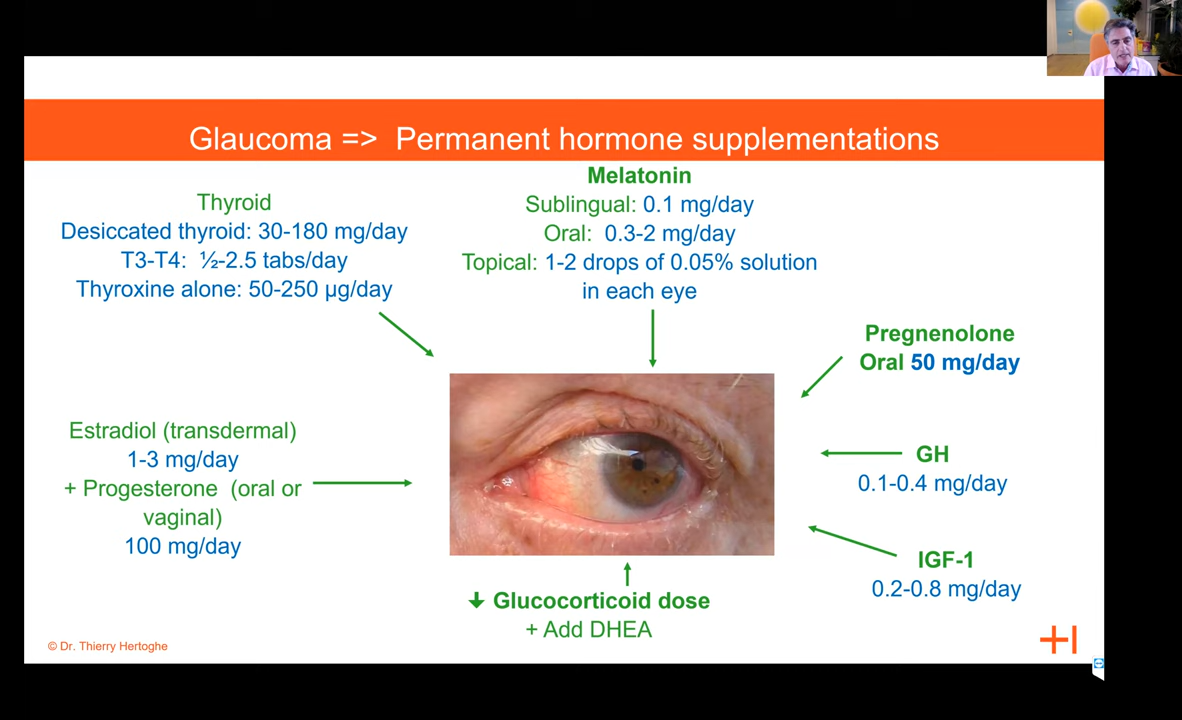 Glaucoma => Permanent hormone supplementations
Thyroid
Desiccated thyroid: 30-180 mg/day
T3-T4: ½-2.5 tabs/day
Thyroxine alone: 50-250 µg/day
Melatonin
Sublingual: 0.1 mg/day
Oral: 0.3-2 mg/day
Topical: 1-2 drops of 0.05% solution
in each eye
Pregnenolone
Oral 50 mg/day
Estradiol (transdermal)
1-3 mg/day
+ Progesterone (oral or
vaginal)
100 mg/day
GH
0.1-0.4 mg/day
IGF-1
0.2-0.8 mg/day
Glucocorticoid dose
+ Add DHEA
© Dr. Thierry Hertoghe